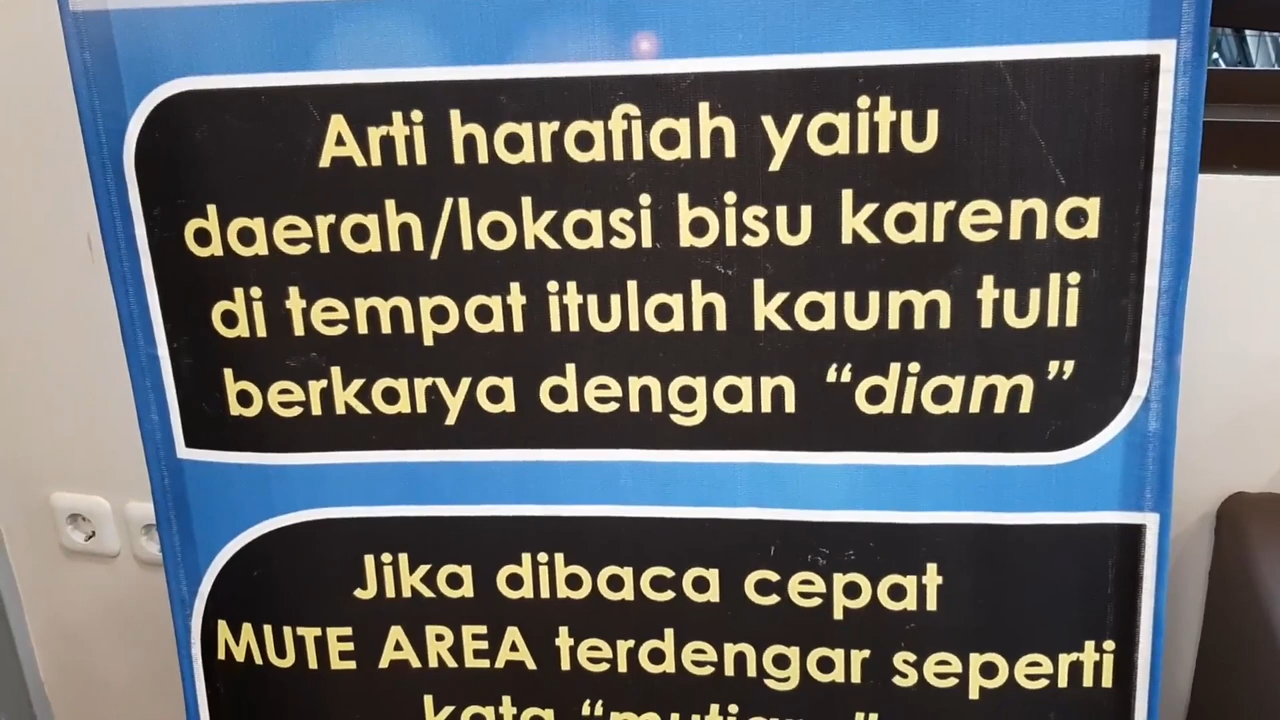 Arti harafiah yaitu
daerah/lokasi bisu karena
di tempat itulah kaum tuli
berkarya dengan “diam”
Jika dibaca cepat
MUTE AREA terdengar seperti
kata